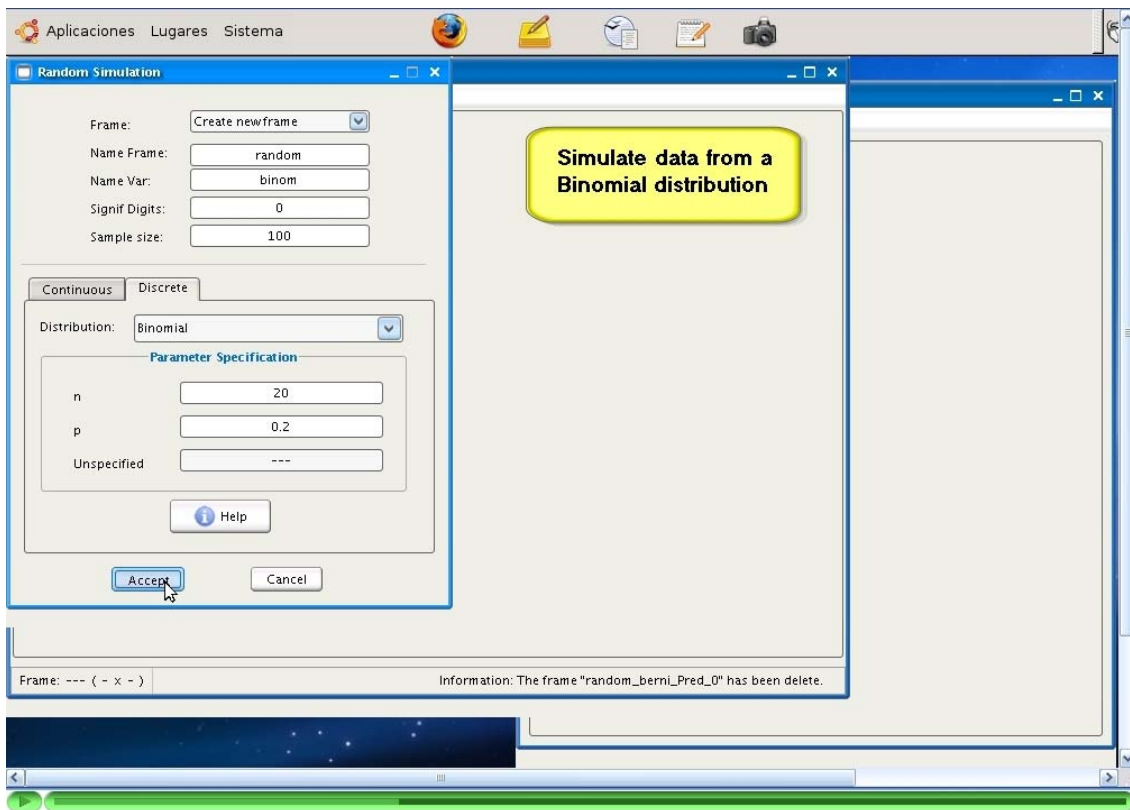 Aplicaciones Lugares Sistema
Random Simulation
Frame: Create newframe
Name Frame: random
Name Var: binom
Signif Digits: 0
Sample size: 100
Simulate data from a
Binomial distribution
Continuous Discrete
Distribution: Binomial
Parameter Specification
n 20
p 0.2
Unspecified ---
Help
Accept Cancel
Frame: --- ( - x - ) Information: The frame "random_berni_Pred_0" has been delete.